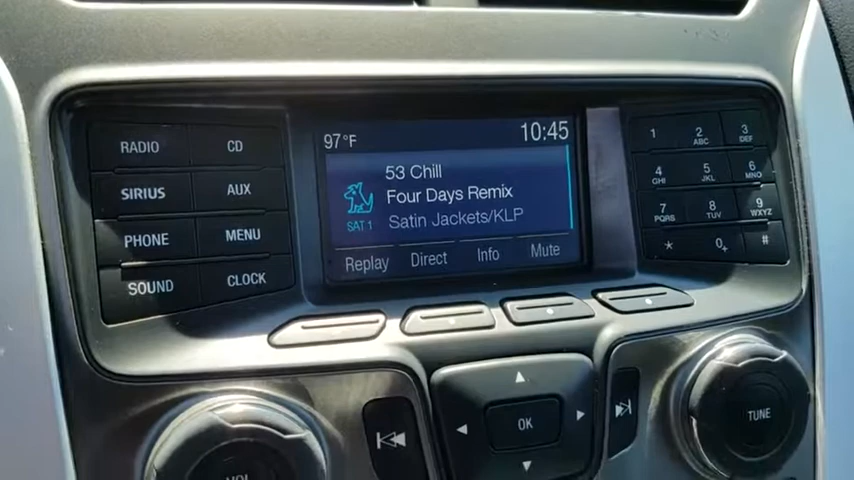 RADIO
CD
SIRIUS
AUX
PHONE
MENU
SOUND
CLOCK
97°F
10:45
53 Chill
Four Days Remix
SAT 1
Satin Jackets/KLP
Replay
Direct
Info
Mute
1
2 ABC
3 DEF
4 GHI
5 JKL
6 MNO
7 PQRS
8 TUV
9 WXYZ
*
0+
#
OK
VOL
TUNE